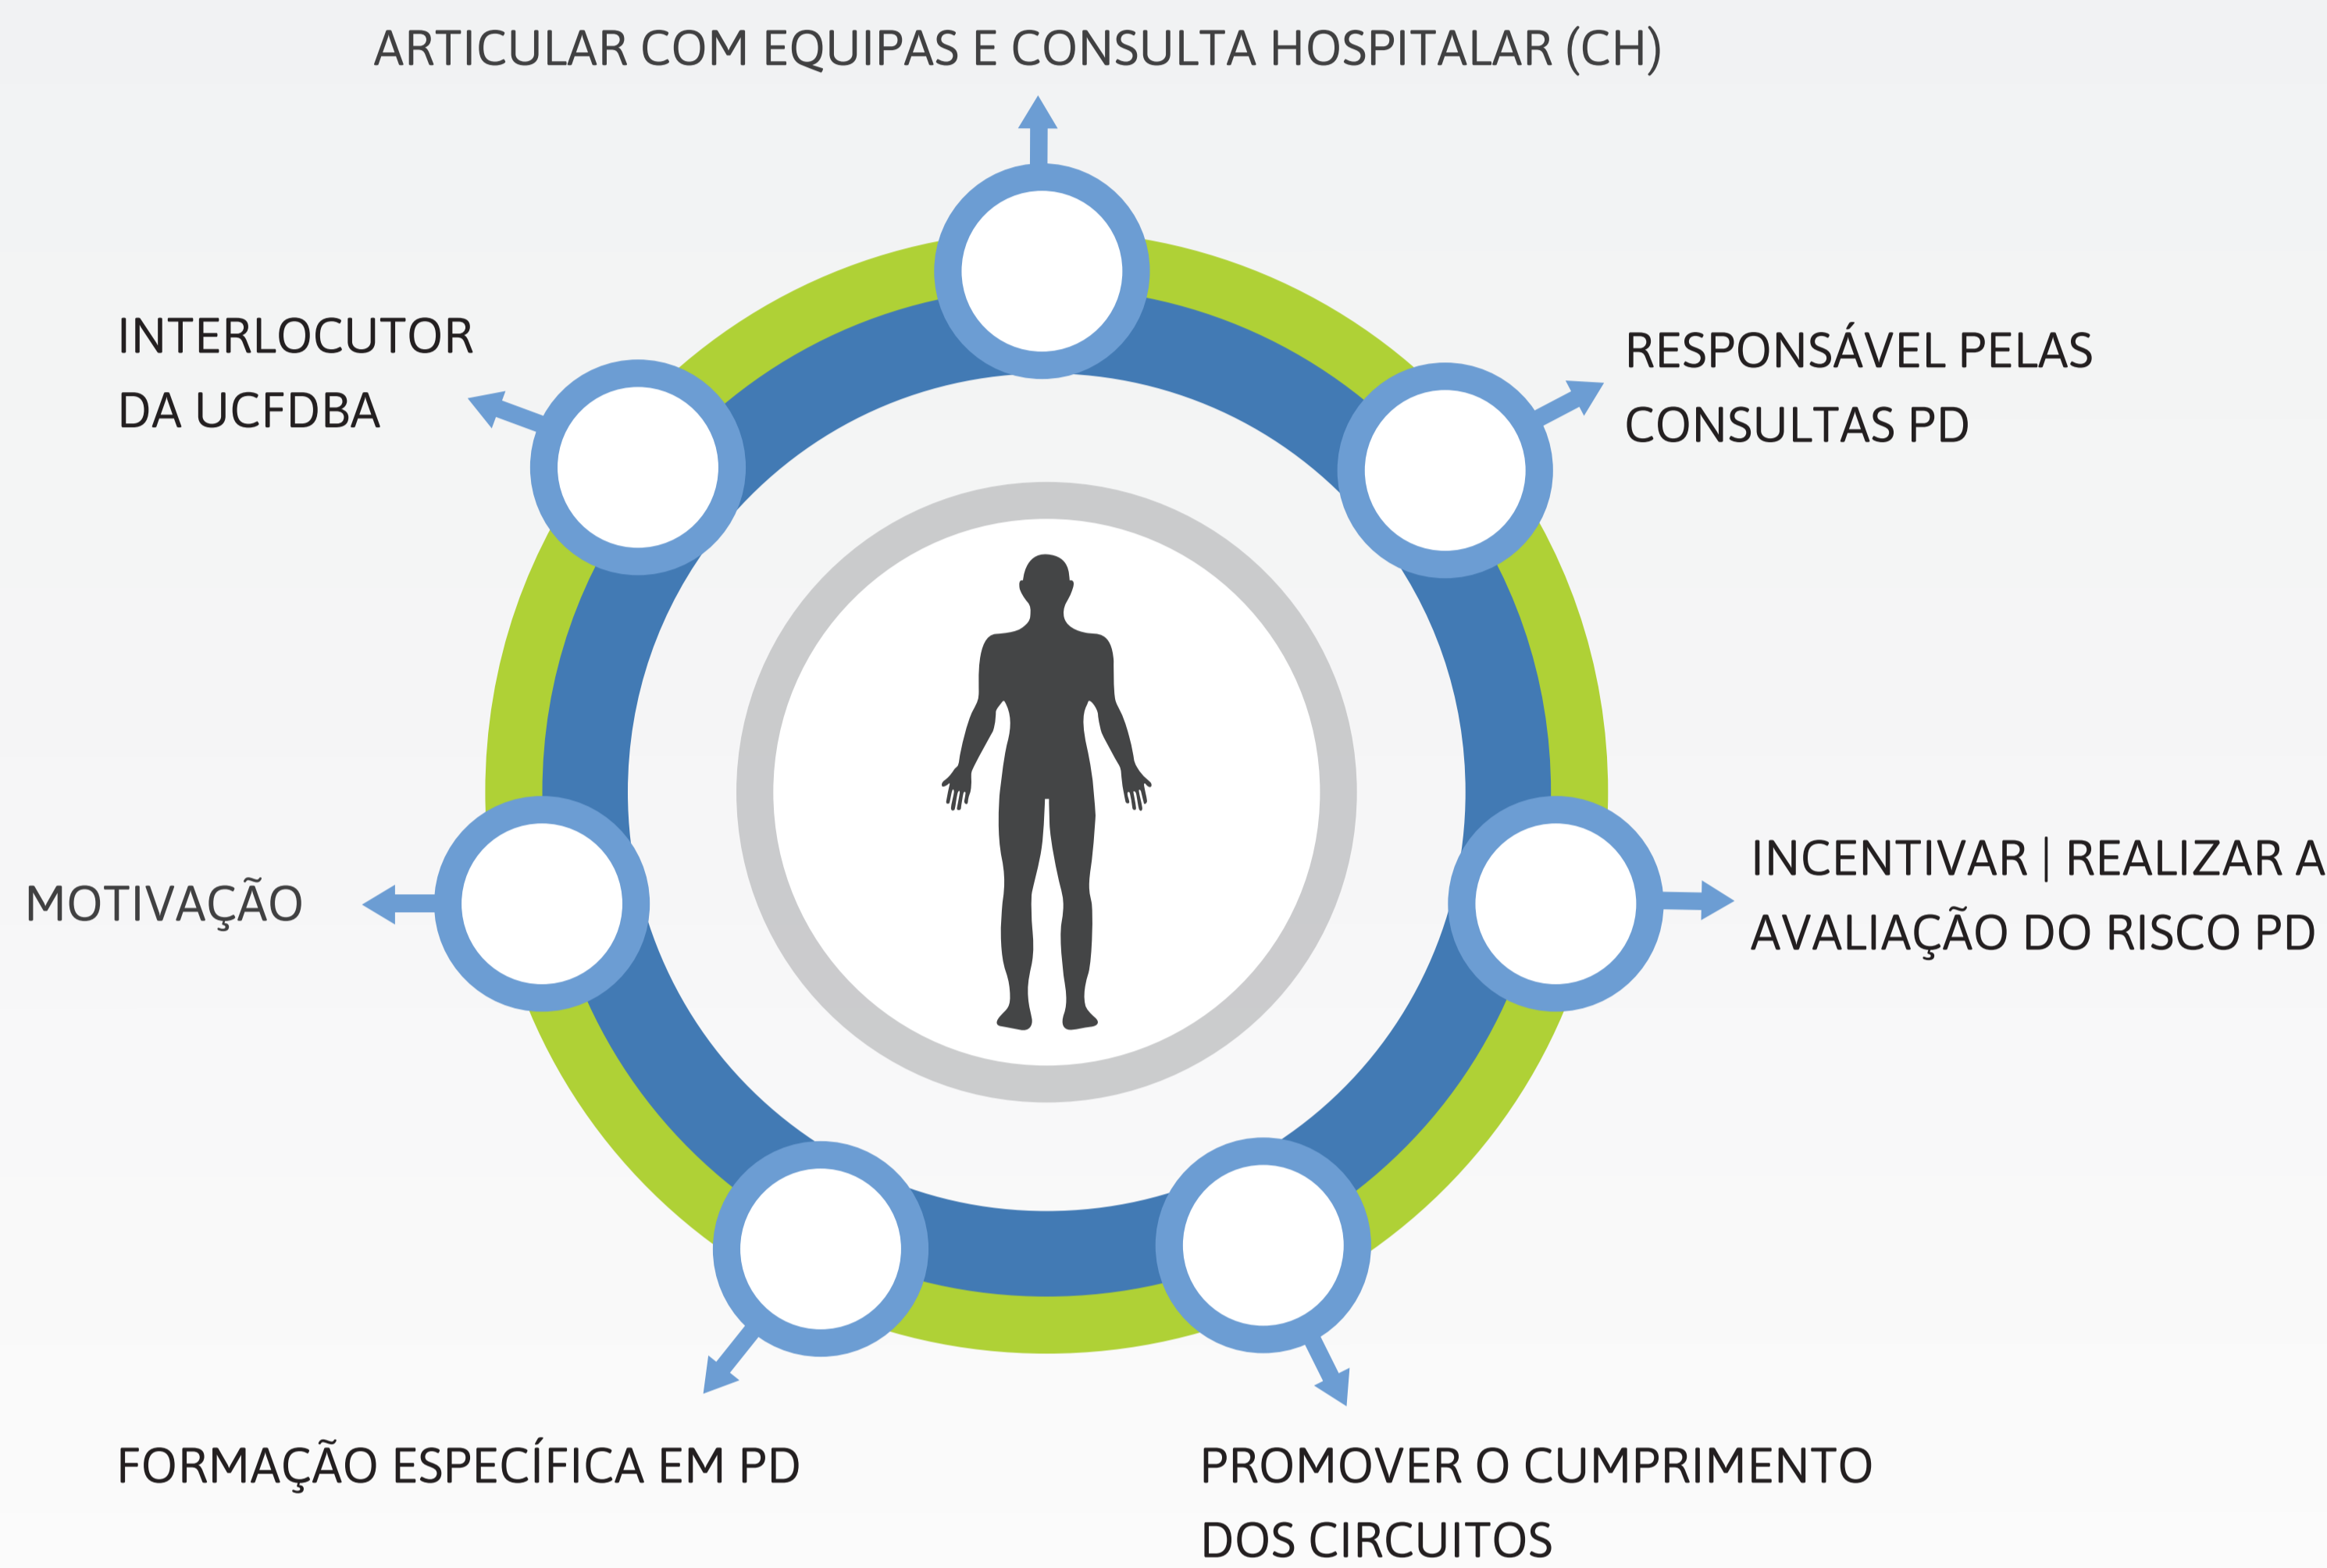 ARTICULAR COM EQUIPAS E CONSULTA HOSPITALAR (CH)
INTERLOCUTOR
DA UCFDBA
RESPONSÁVEL PELAS
CONSULTAS PD
MOTIVAÇÃO
INCENTIVAR | REALIZAR A
AVALIAÇÃO DO RISCO PD
FORMAÇÃO ESPECÍFICA EM PD
PROMOVER O CUMPRIMENTO
DOS CIRCUITOS